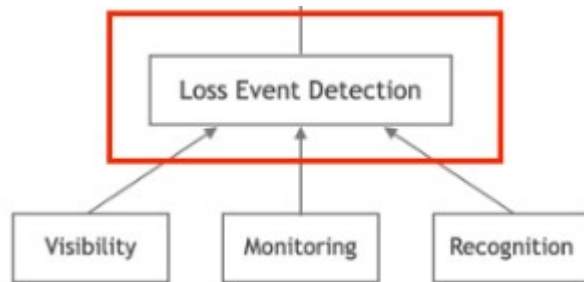 Loss Event Detection
Visibility
Monitoring
Recognition